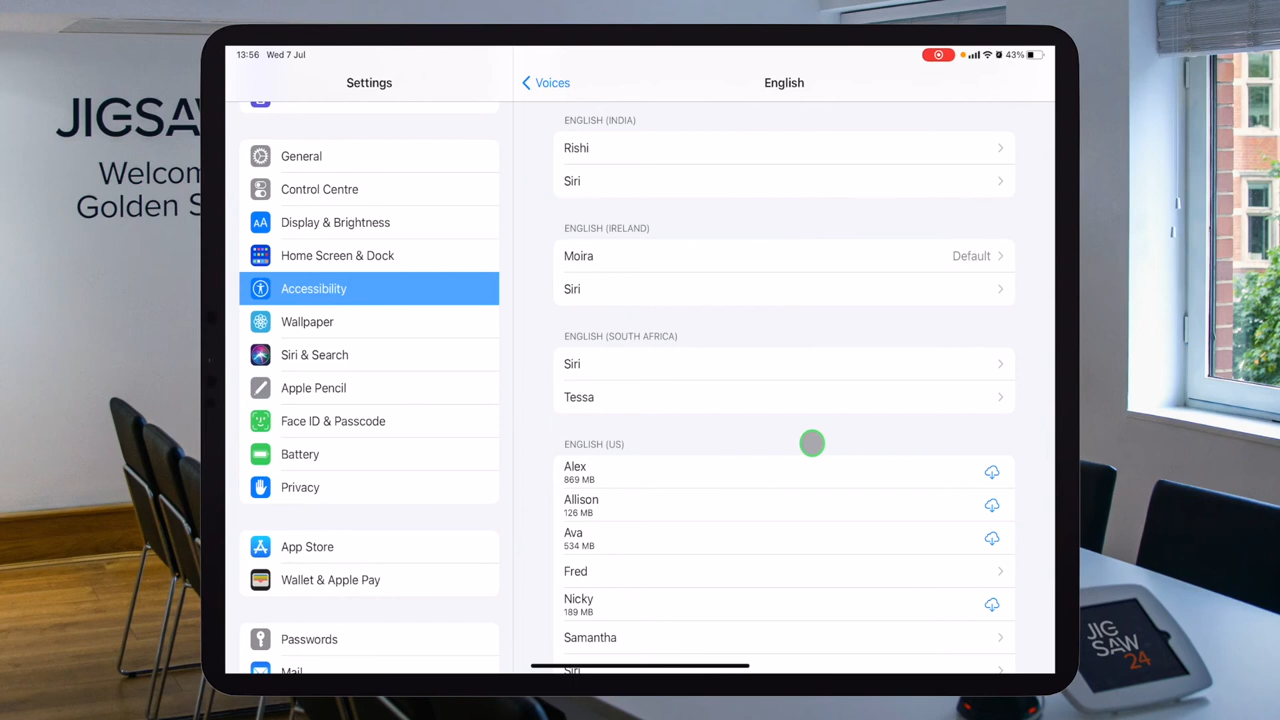 13:56 Wed 7 Jul
43%
Settings
General
Control Centre
Display & Brightness
Home Screen & Dock
Accessibility
Wallpaper
Siri & Search
Apple Pencil
Face ID & Passcode
Battery
Privacy
App Store
Wallet & Apple Pay
Passwords
Mail
Voices
English
ENGLISH (INDIA)
Rishi
Siri
ENGLISH (IRELAND)
Moira
Default
Siri
ENGLISH (SOUTH AFRICA)
Siri
Tessa
ENGLISH (US)
Alex
869 MB
Allison
126 MB
Ava
534 MB
Fred
Nicky
189 MB
Samantha
Siri
JIGSA
Welcom
Golden S
JIG
SAW
24